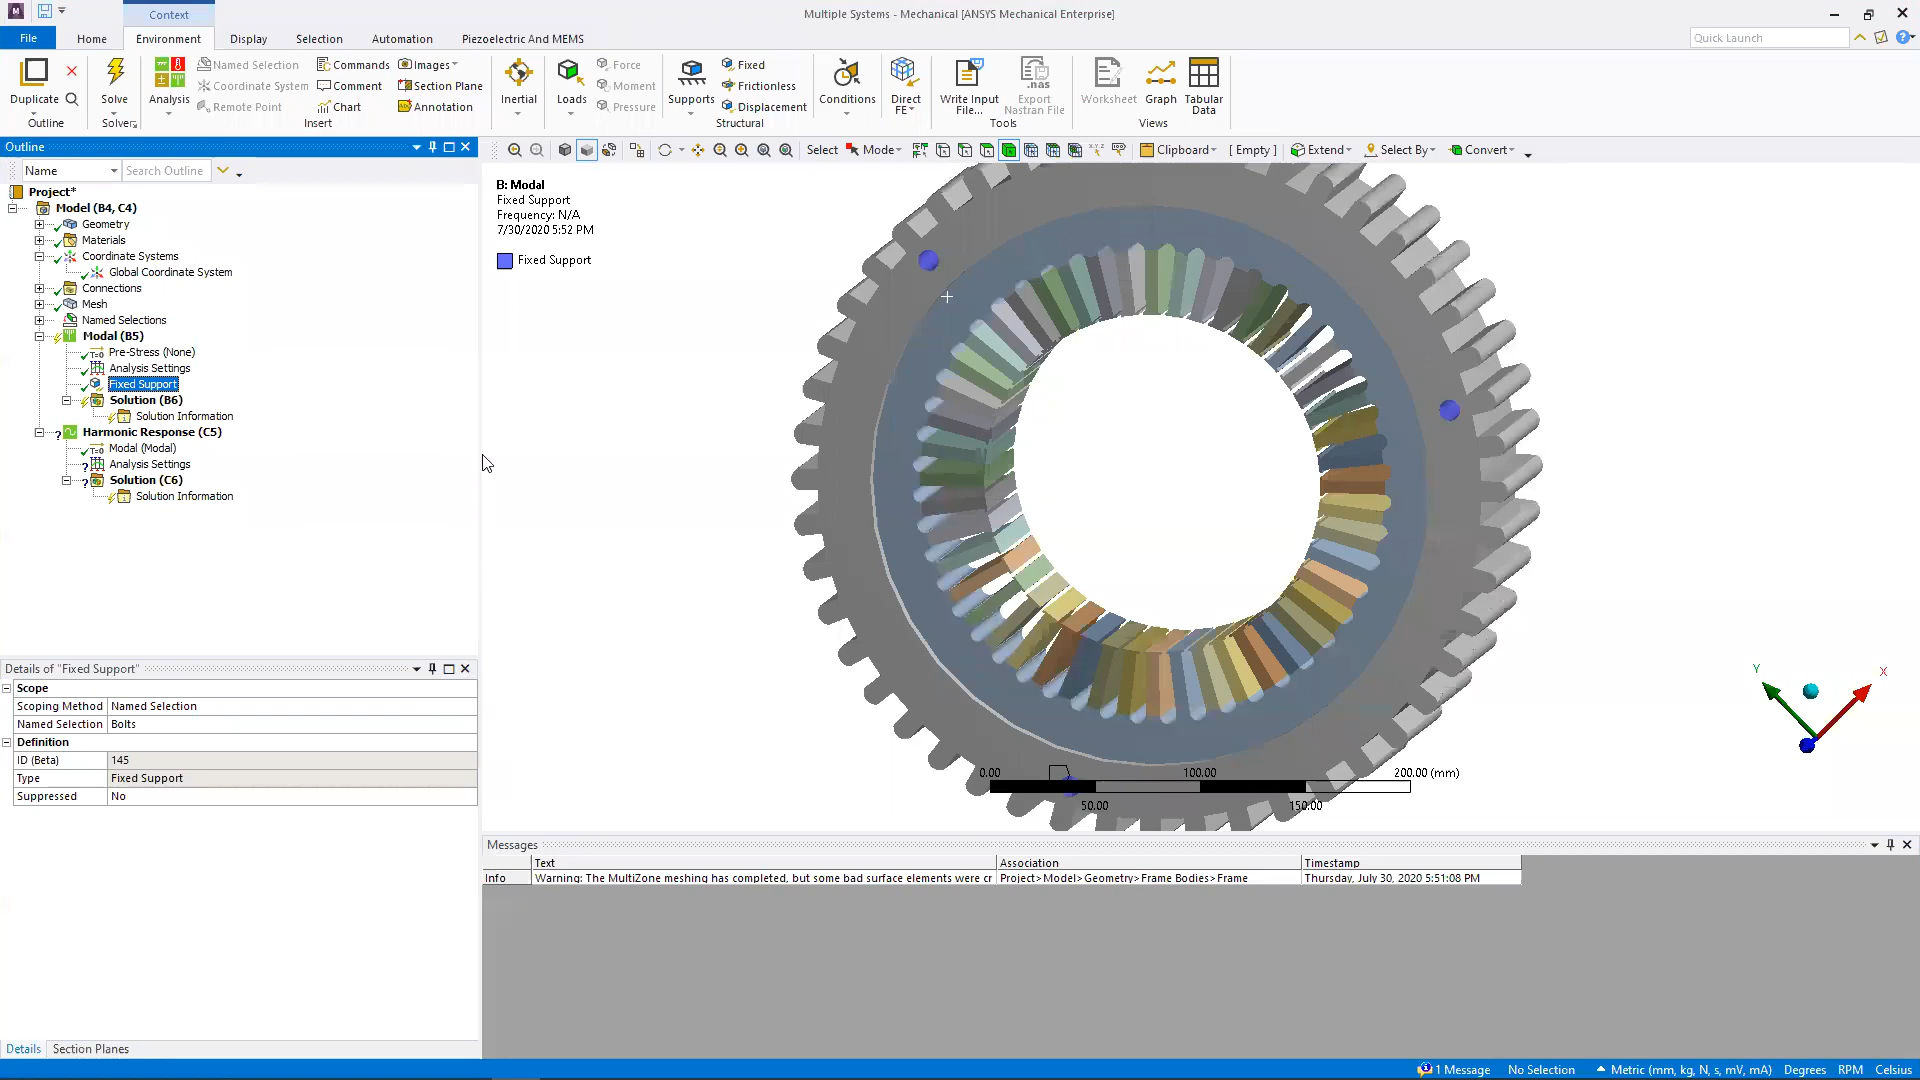 Context
Multiple Systems - Mechanical [ANSYS Mechanical Enterprise]
File Home Environment Display Selection Automation Piezoelectric And MEMS
Quick Launch
Duplicate
Outline
Solve
Solver
Analysis
Named Selection
Coordinate System
Remote Point
Commands
Comment
Chart
Images
Section Plane
Annotation
Insert
Inertial
Loads
Force
Moment
Pressure
Supports
Fixed
Frictionless
Displacement
Structural
Conditions
Direct
FE
Write Input
File...
Export
Nastran File
Tools
Worksheet
Graph
Tabular
Data
Views
Outline
Name Search Outline
Select Mode Clipboard [ Empty ] Extend Select By Convert
Project*
Model (B4, C4)
Geometry
Materials
Coordinate Systems
Global Coordinate System
Connections
Mesh
Named Selections
Modal (B5)
Pre-Stress (None)
Analysis Settings
Fixed Support
Solution (B6)
Solution Information
Harmonic Response (C5)
Modal (Modal)
Analysis Settings
Solution (C6)
Solution Information
B: Modal
Fixed Support
Frequency: N/A
7/30/2020 5:52 PM
Fixed Support
Y
X
0.00 100.00 200.00 (mm)
50.00 150.00
Details of "Fixed Support"
Scope
Scoping Method Named Selection
Named Selection Bolts
Definition
ID (Beta) 145
Type Fixed Support
Suppressed No
Details Section Planes
Messages
Text Association Timestamp
Info Warning: The MultiZone meshing has completed, but some bad surface elements were cr Project>Model>Geometry>Frame Bodies>Frame Thursday, July 30, 2020 5:51:08 PM
1 Message No Selection Metric (mm, kg, N, s, mV, mA) Degrees RPM Celsius